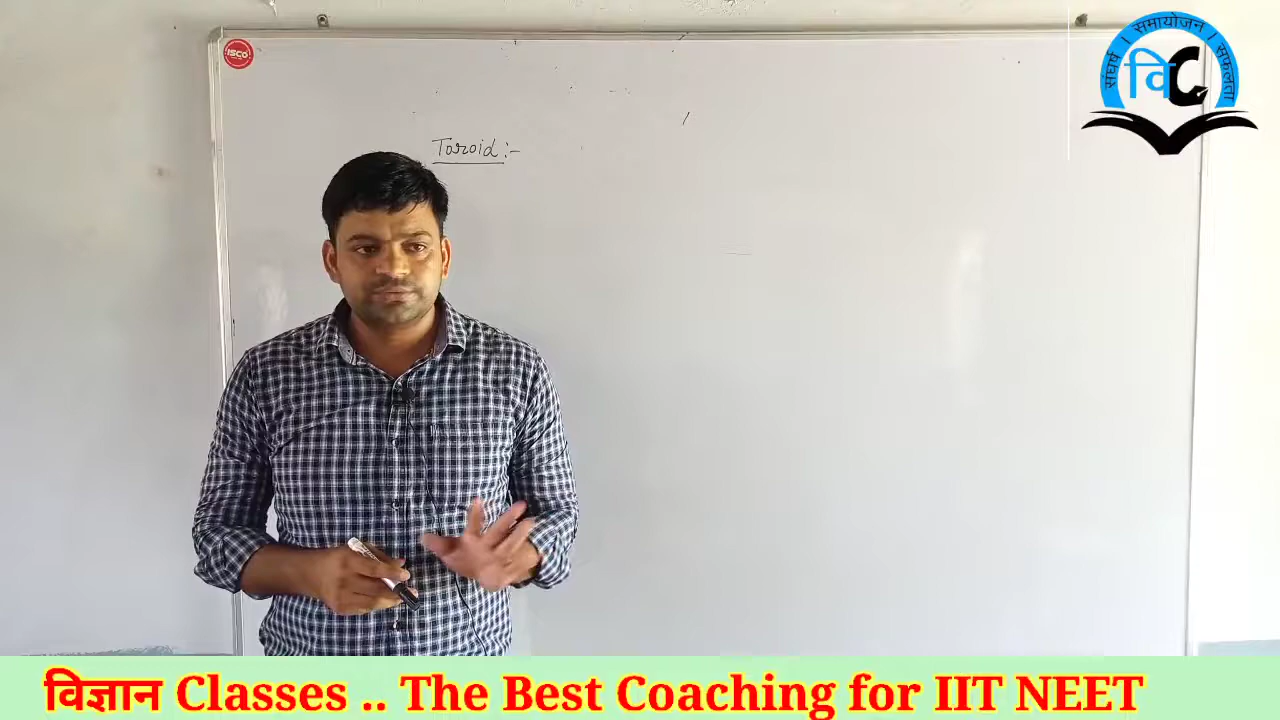 ISCO
संघर्ष । समायोजन । सफलता
विC
Toroid :-
विज्ञान Classes .. The Best Coaching for IIT NEET